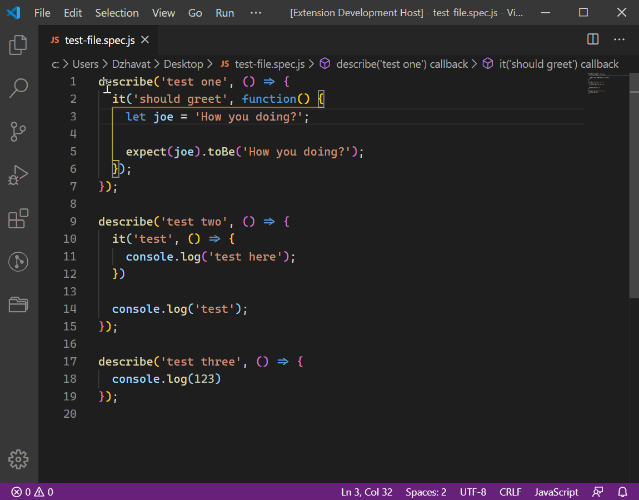 File Edit Selection View Go Run ··· [Extension Development Host] - test-file.spec.js - Vi...
JS test-file.spec.js
c: > Users > Dzhavat > Desktop > JS test-file.spec.js > describe('test one') callback > it('should greet') callback
1 describe('test one', () => {
2 it('should greet', function() {
3 let joe = 'How you doing?';
4
5 expect(joe).toBe('How you doing?');
6 });
7 });
8
9 describe('test two', () => {
10 it('test', () => {
11 console.log('test here');
12 })
13
14 console.log('test');
15 });
16
17 describe('test three', () => {
18 console.log(123)
19 });
20
0 0 Ln 3, Col 32 Spaces: 2 UTF-8 CRLF JavaScript